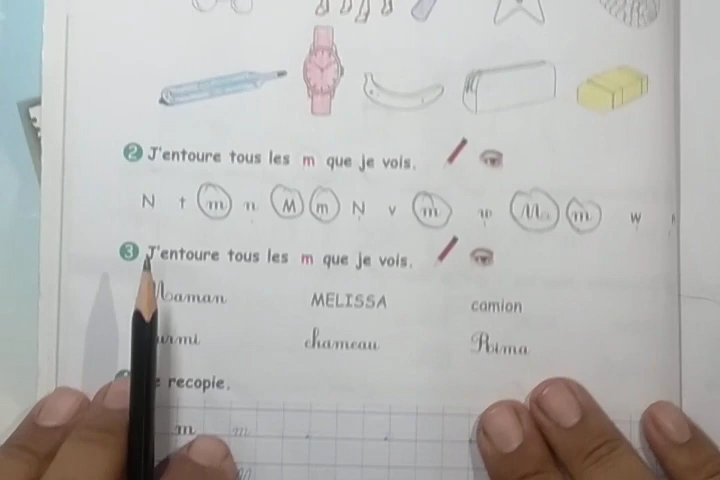 2 J'entoure tous les m que je vois.
N t m n M m N v m w M m w
3 J'entoure tous les m que je vois.
Maman MELISSA camion
chameau Rima
recopie.
m m